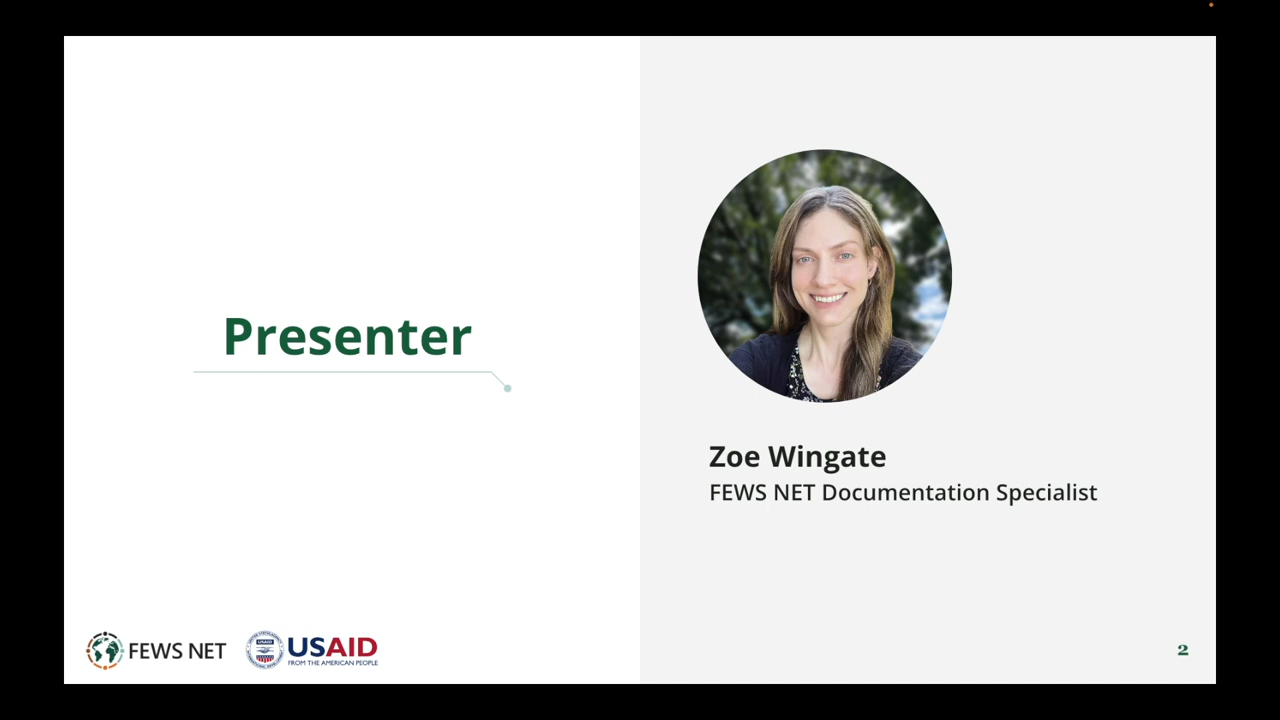 Presenter
Zoe Wingate
FEWS NET Documentation Specialist
FEWS NET
USAID
FROM THE AMERICAN PEOPLE
2